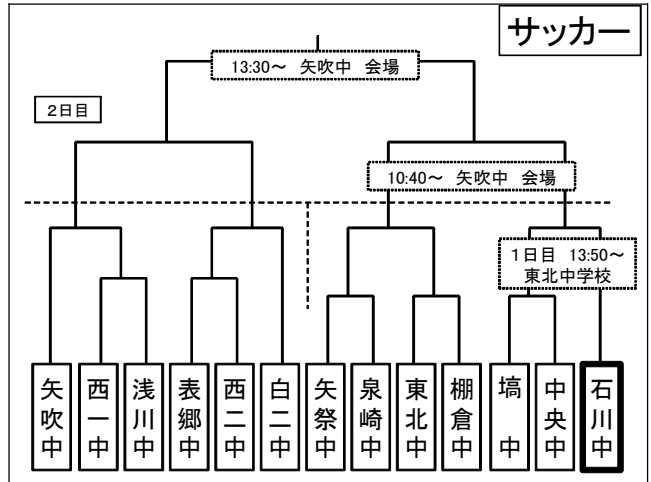 サッカー
13:30～ 矢吹中 会場
2日目
10:40～ 矢吹中 会場
1日目 13:50～
東北中学校
矢吹中
西一中
浅川中
表郷中
西二中
白二中
矢祭中
泉崎中
東北中
棚倉中
塙 中
中央中
石川中